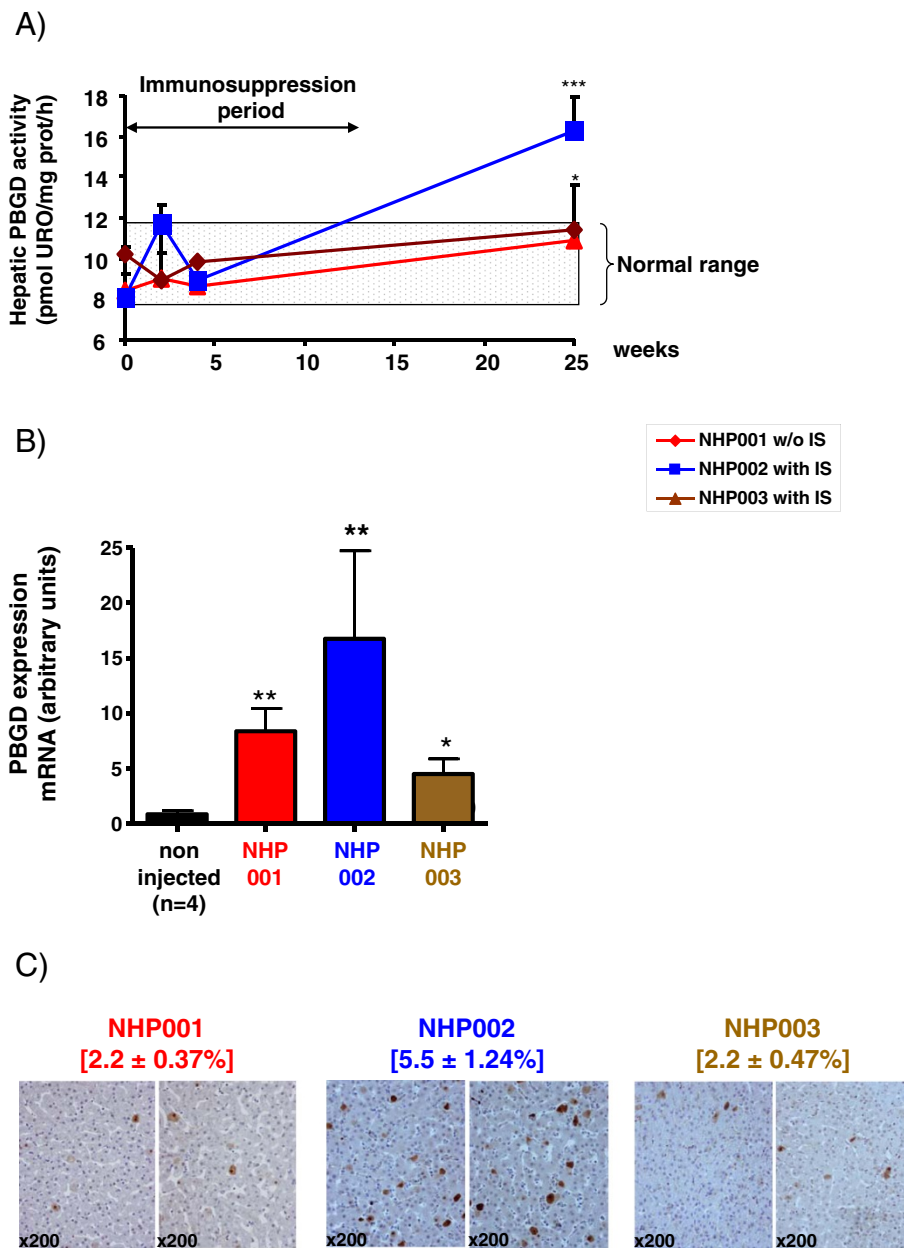 A)
Immunosuppression
period
Hepatic PBGD activity
(pmol URO/mg prot/h)
18
16
14
12
10
8
6
***
*
Normal range
0
5
10
15
20
25
weeks
B)
NHP001 w/o IS
NHP002 with IS
NHP003 with IS
PBGD expression
mRNA (arbitrary units)
25
20
15
10
5
0
**
**
*
non
injected
(n=4)
NHP
001
NHP
002
NHP
003
C)
NHP001
[2.2 ± 0.37%]
NHP002
[5.5 ± 1.24%]
NHP003
[2.2 ± 0.47%]
x200
x200
x200
x200
x200
x200